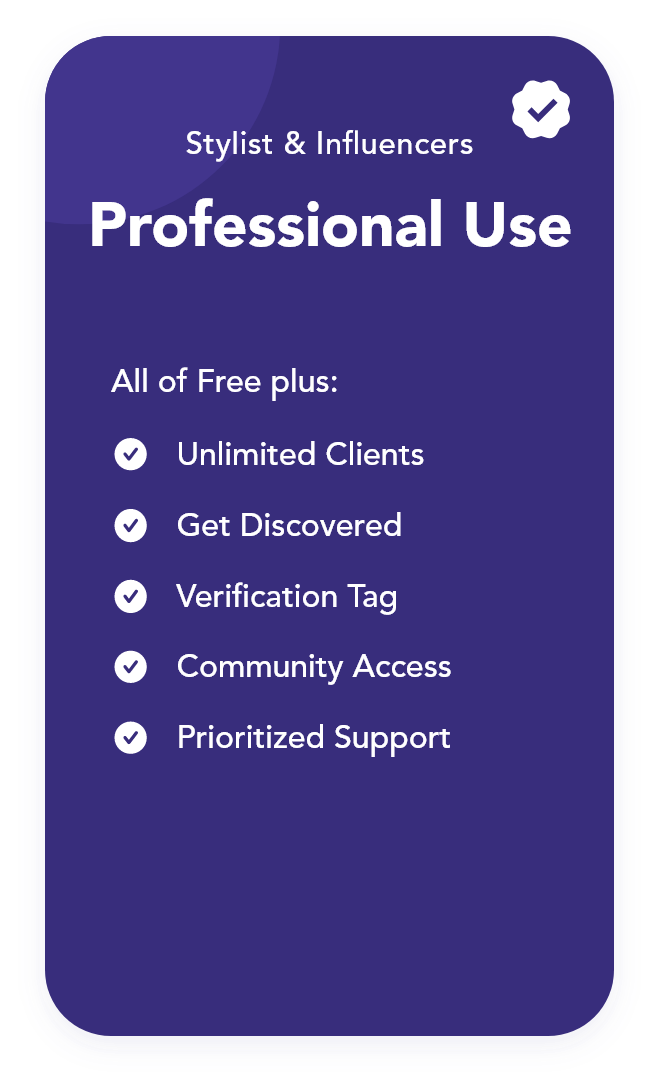 Stylist & Influencers
Professional Use
All of Free plus:
Unlimited Clients
Get Discovered
Verification Tag
Community Access
Prioritized Support